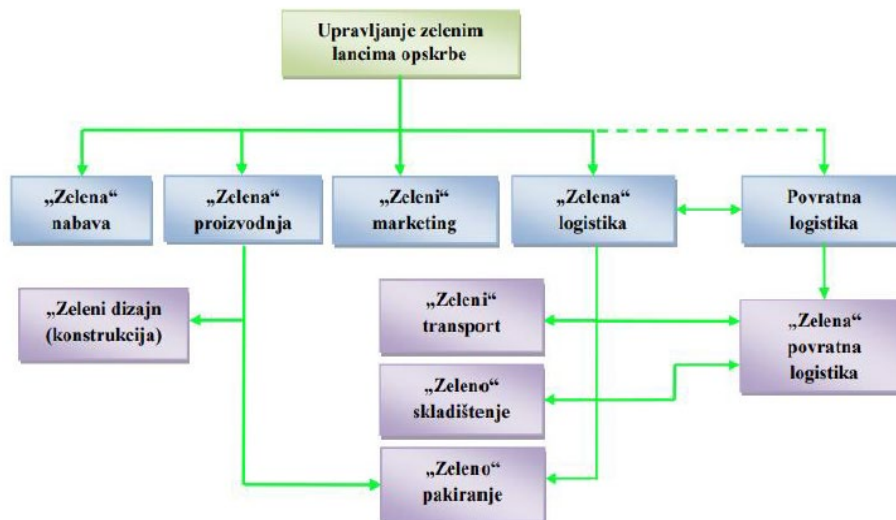 Upravljanje zelenim
lancima opskrbe
„Zelena“
nabava
„Zelena“
proizvodnja
„Zeleni“
marketing
„Zelena“
logistika
Povratna
logistika
„Zeleni dizajn
(konstrukcija)
„Zeleni“
transport
„Zelena“
povratna
logistika
„Zeleno“
skladištenje
„Zeleno“
pakiranje